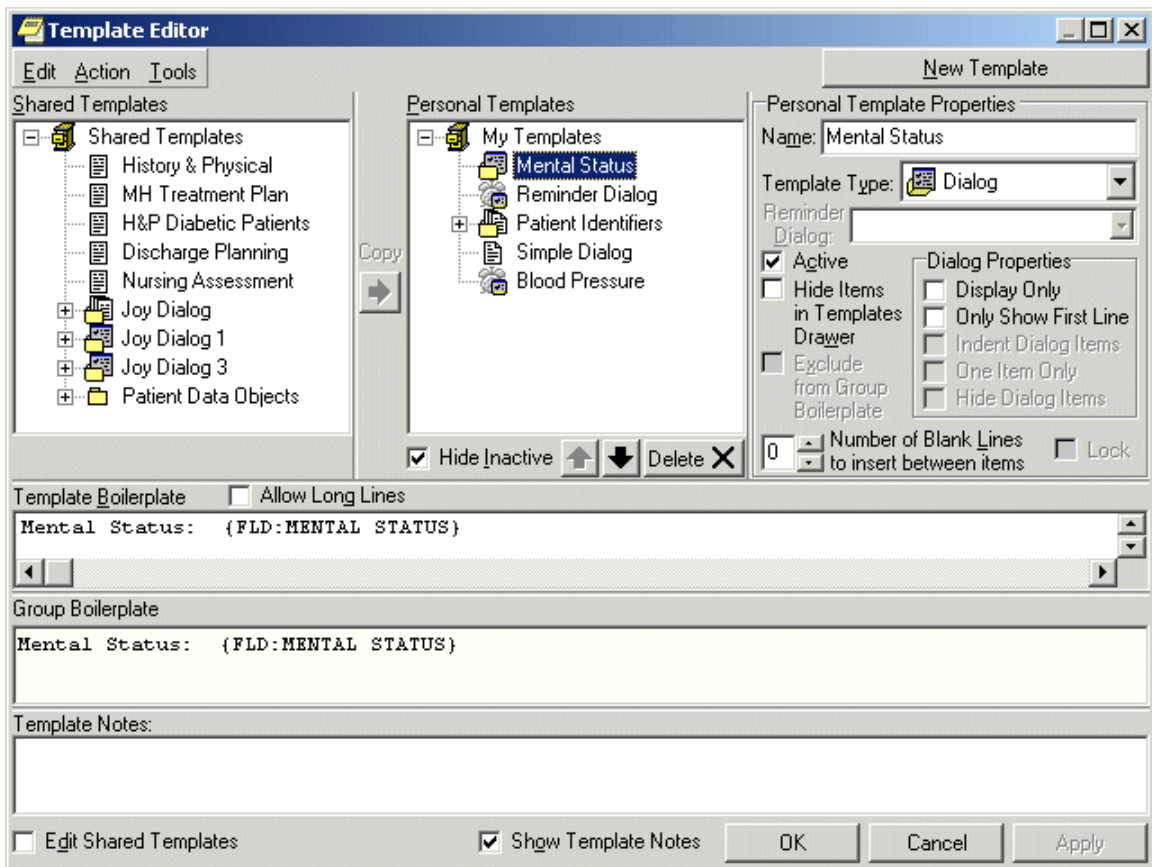 Template Editor
Edit Action Tools
New Template
Shared Templates
Shared Templates
History & Physical
MH Treatment Plan
H&P Diabetic Patients
Discharge Planning
Nursing Assessment
Joy Dialog
Joy Dialog 1
Joy Dialog 3
Patient Data Objects
Copy
Personal Templates
My Templates
Mental Status
Reminder Dialog
Patient Identifiers
Simple Dialog
Blood Pressure
Hide Inactive
Delete
Personal Template Properties
Name: Mental Status
Template Type: Dialog
Reminder
Dialog:
Active
Hide Items
in Templates
Drawer
Exclude
from Group
Boilerplate
Dialog Properties
Display Only
Only Show First Line
Indent Dialog Items
One Item Only
Hide Dialog Items
0 Number of Blank Lines
to insert between items
Lock
Template Boilerplate Allow Long Lines
Mental Status: {FLD:MENTAL STATUS}
Group Boilerplate
Mental Status: {FLD:MENTAL STATUS}
Template Notes:
Edit Shared Templates
Show Template Notes
OK
Cancel
Apply